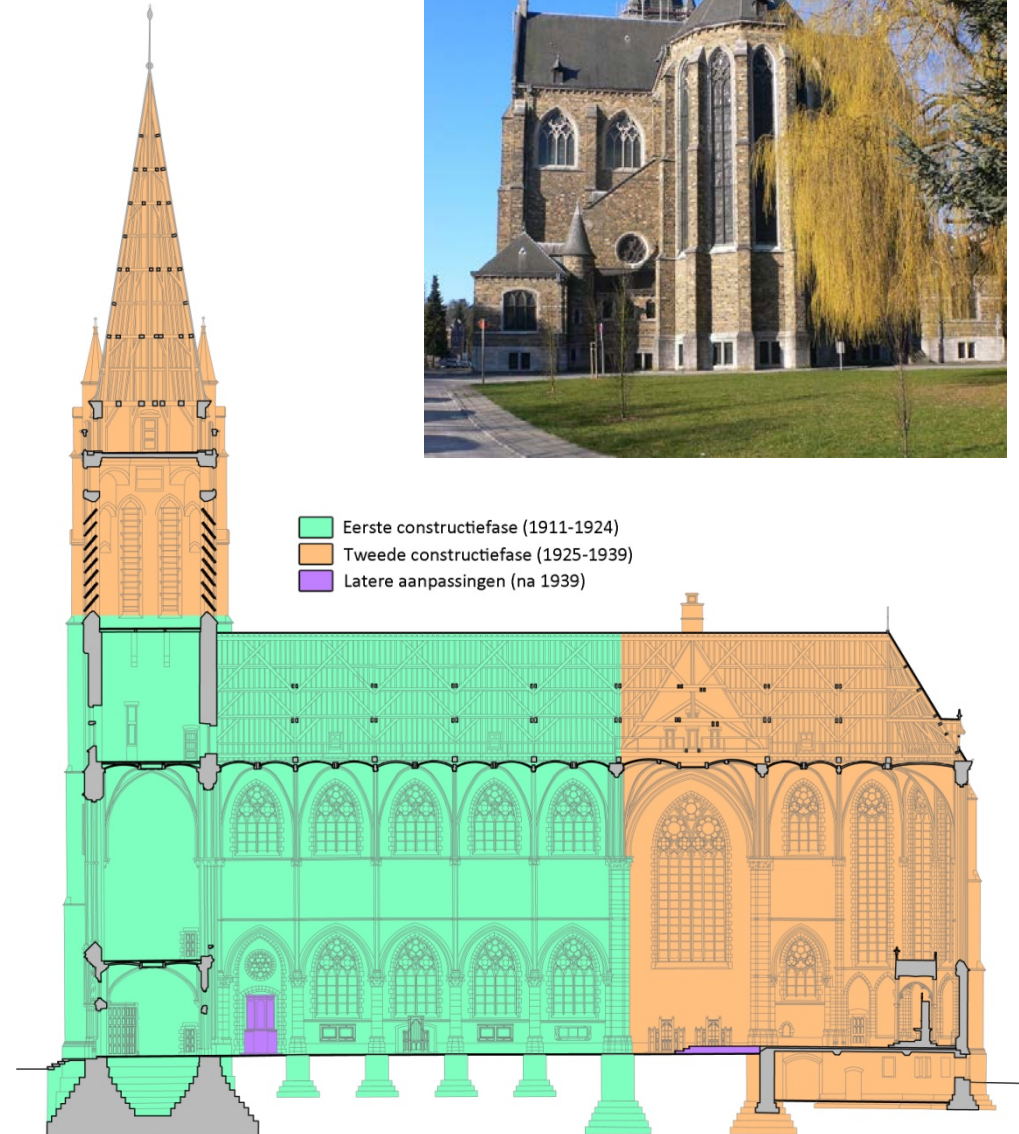 Eerste constructiefase (1911-1924)
Tweede constructiefase (1925-1939)
Latere aanpassingen (na 1939)